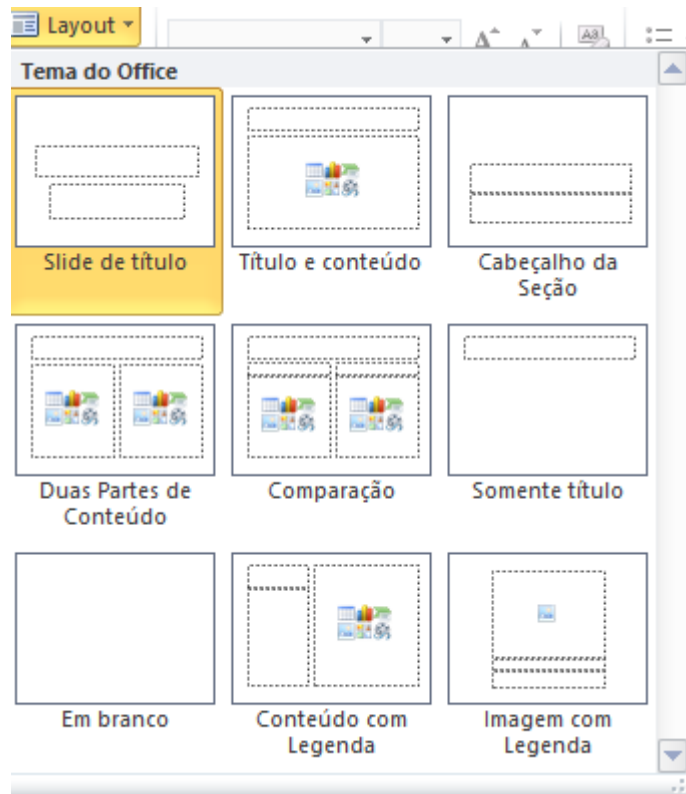 Layout
Tema do Office
Slide de título
Título e conteúdo
Cabeçalho da
Seção
Duas Partes de
Conteúdo
Comparação
Somente título
Em branco
Conteúdo com
Legenda
Imagem com
Legenda